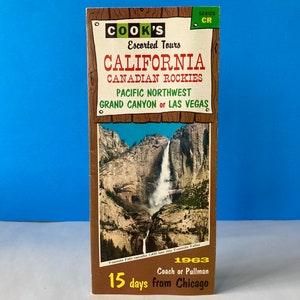 SERIES
CR
COOK'S
Escorted Tours
CALIFORNIA
CANADIAN ROCKIES
PACIFIC NORTHWEST
GRAND CANYON or LAS VEGAS
1963
Coach or Pullman
15 days from Chicago